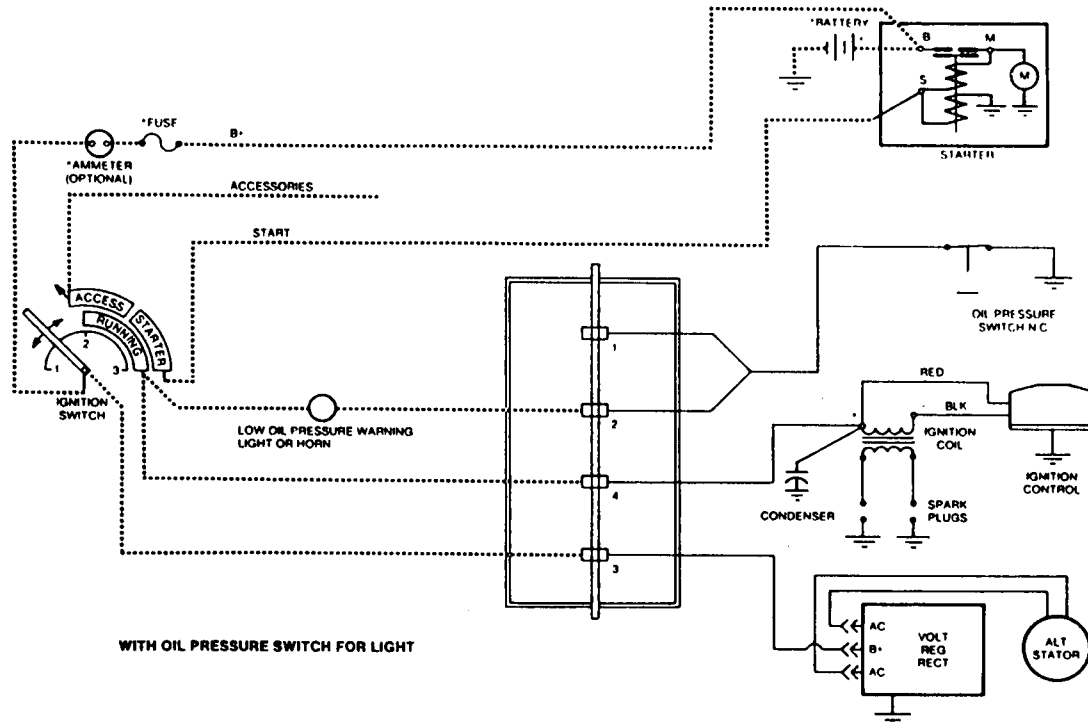 *BATTERY
B
M
M
S
STARTER
*FUSE
B+
*AMMETER
(OPTIONAL)
ACCESSORIES
START
ACCESS
RUNNING
STARTER
1
2
3
IGNITION
SWITCH
LOW OIL PRESSURE WARNING
LIGHT OR HORN
1
2
4
3
OIL PRESSURE
SWITCH N C
RED
BLK
IGNITION
COIL
IGNITION
CONTROL
CONDENSER
SPARK
PLUGS
AC
B+
AC
VOLT
REG
RECT
ALT
STATOR
WITH OIL PRESSURE SWITCH FOR LIGHT